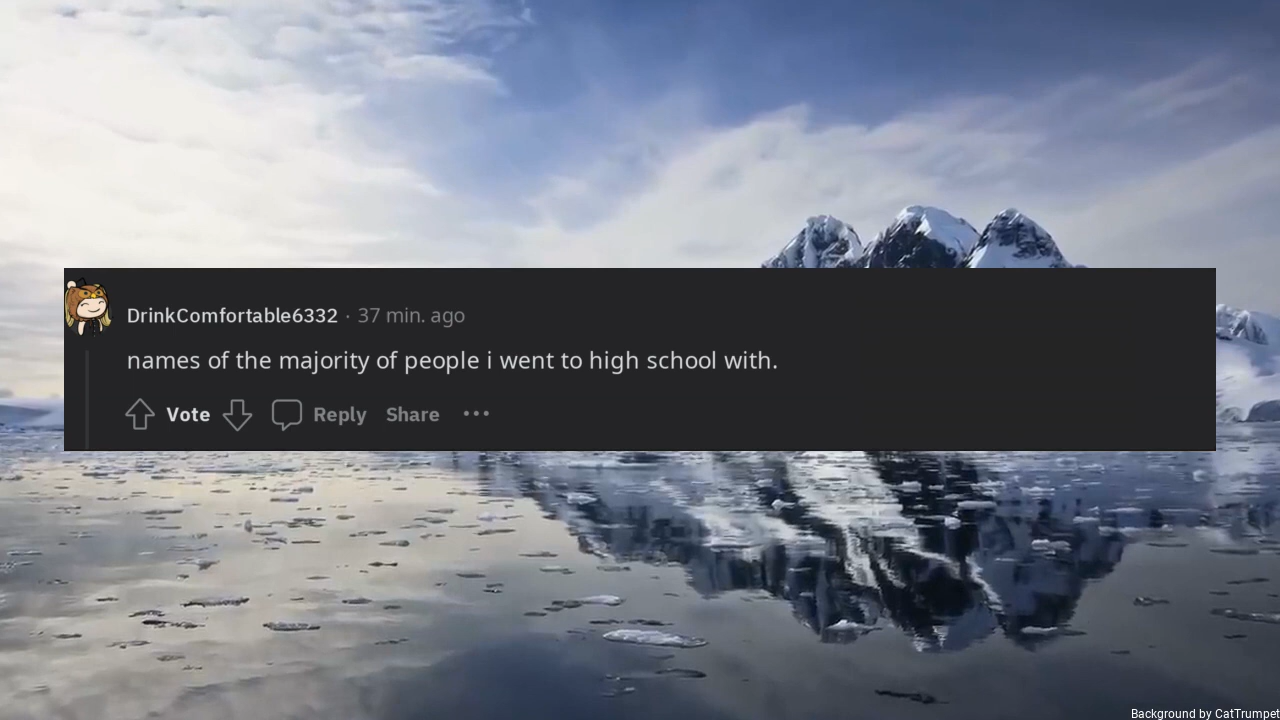 DrinkComfortable6332 · 37 min. ago
names of the majority of people i went to high school with.
Vote Reply Share ...
Background by CatTrumpet